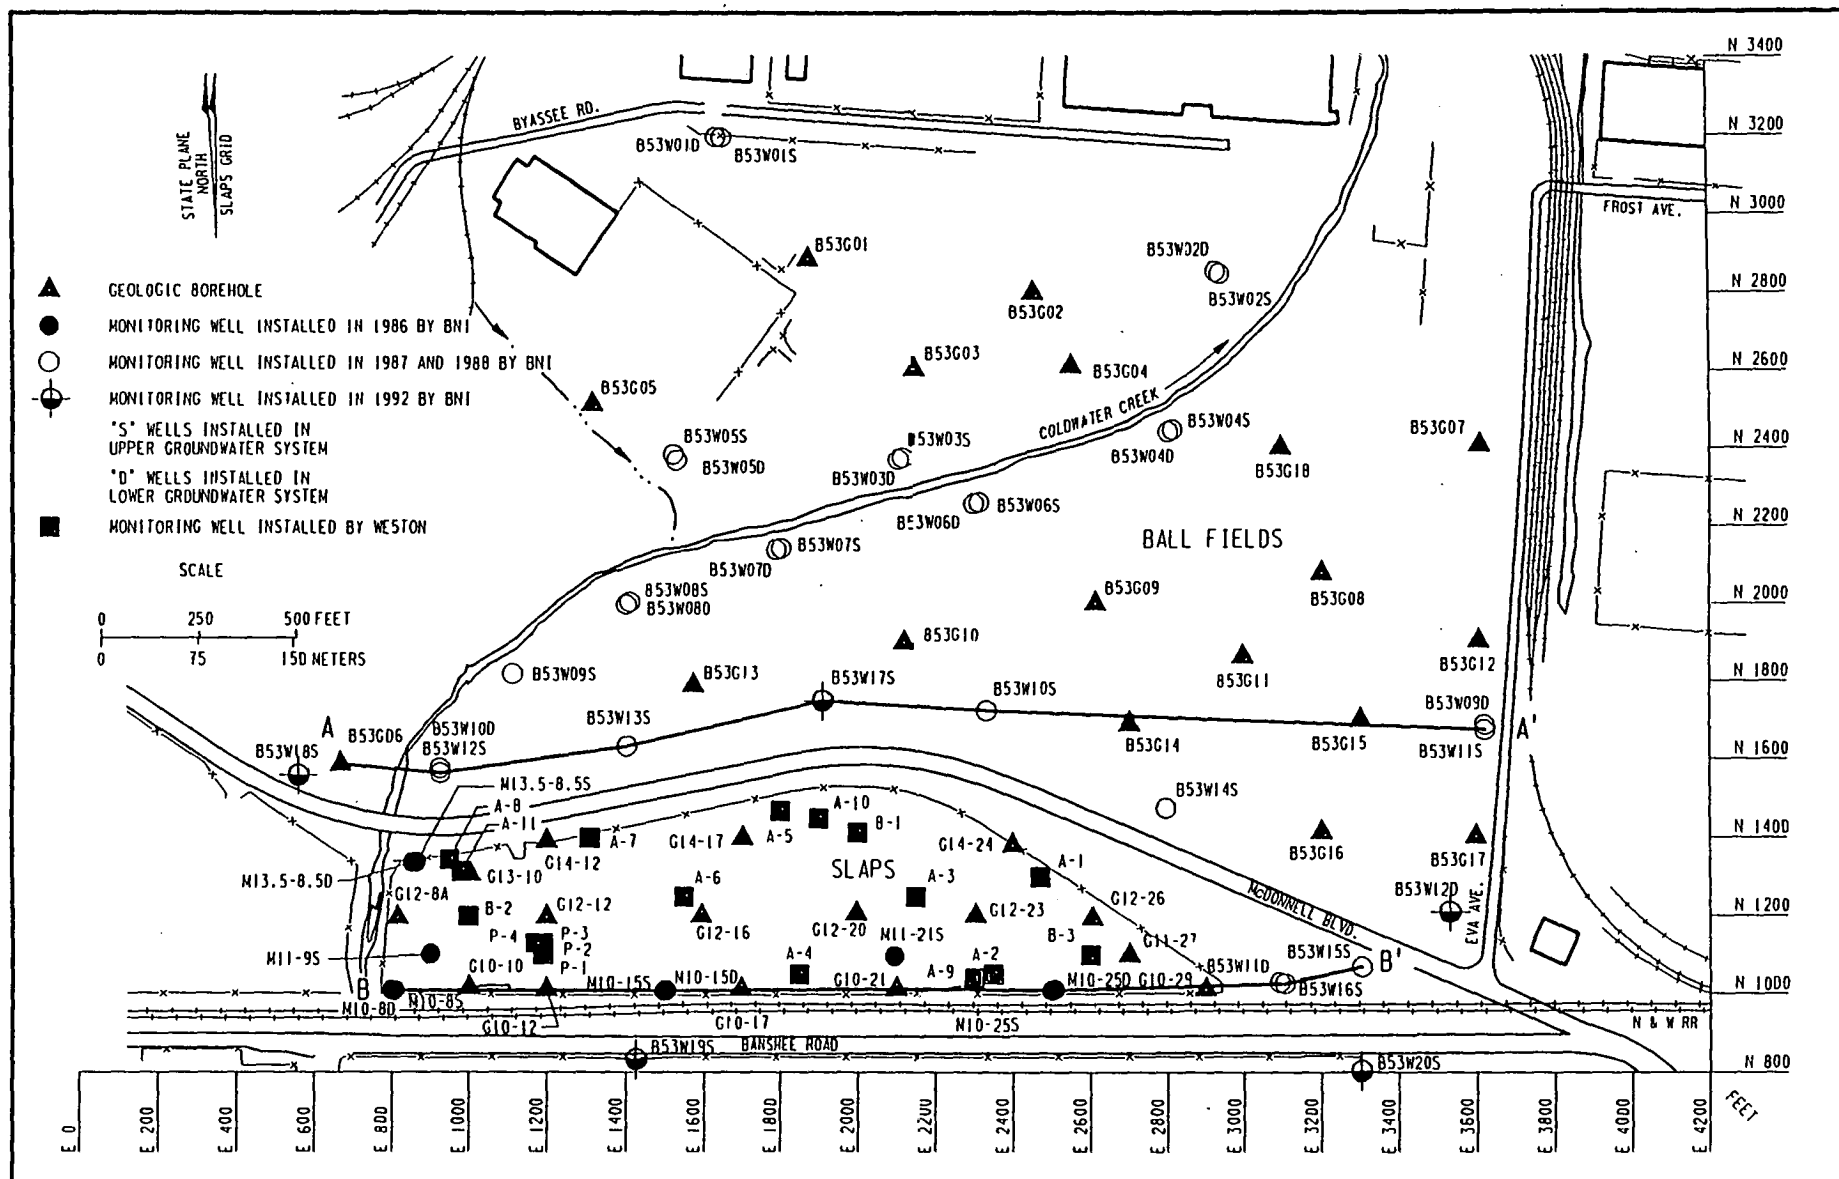 STATE PLANE
NORTH
SLAPS GRID
GEOLOGIC BOREHOLE
MONITORING WELL INSTALLED IN 1986 BY BNI
MONITORING WELL INSTALLED IN 1987 AND 1988 BY BNI
MONITORING WELL INSTALLED IN 1992 BY BNI
"S" WELLS INSTALLED IN
UPPER GROUNDWATER SYSTEM
"D" WELLS INSTALLED IN
LOWER GROUNDWATER SYSTEM
MONITORING WELL INSTALLED BY WESTON
SCALE
0 250 500 FEET
0 75 150 METERS
BYASSEE RD.
B53W01D
B53W01S
B53G01
B53W02D
B53W02S
B53G02
B53G03
B53G04
B53G05
COLDWATER CREEK
B53W05S
B53W05D
B53W03S
B53W03D
B53W04S
B53W04D
B53G07
B53G18
B53W06D
B53W06S
BALL FIELDS
B53W07S
B53W07D
B53W08S
B53W08D
B53G09
B53G08
B53G10
B53G11
B53G12
B53W09S
B53G13
B53W17S
B53W10S
B53W09D
A
B53G06
B53W10D
B53W12S
B53W13S
B53G14
B53G15
B53W11S
A'
B53W18S
M13.5-8.5S
A-8
A-11
B53W14S
A-10
A-5
B-1
A-7
G14-12
G14-17
G14-24
B53G16
B53G17
M13.5-8.5D
G13-10
SLAPS
A-1
G12-8A
B-2
G12-12
A-6
G12-16
G12-20
A-3
G12-23
G12-26
McDONNELL BLVD.
B53W12D
EVA AVE.
P-4
P-3
P-2
P-1
M11-9S
M11-21S
B-3
G11-27
B53W15S
B'
B
G10-10
M10-15S
M10-15D
A-4
G10-21
A-9
A-2
M10-25D
G10-29
B53W11D
B53W16S
M10-8D
M10-8S
G10-12
G10-17
M10-25S
N & W RR
B53W19S
BANSHEE ROAD
B53W20S
FROST AVE.
N 3400
N 3200
N 3000
N 2800
N 2600
N 2400
N 2200
N 2000
N 1800
N 1600
N 1400
N 1200
N 1000
N 800
FEET
E 0
E 200
E 400
E 600
E 800
E 1000
E 1200
E 1400
E 1600
E 1800
E 2000
E 2200
E 2400
E 2600
E 2800
E 3000
E 3200
E 3400
E 3600
E 3800
E 4000
E 4200